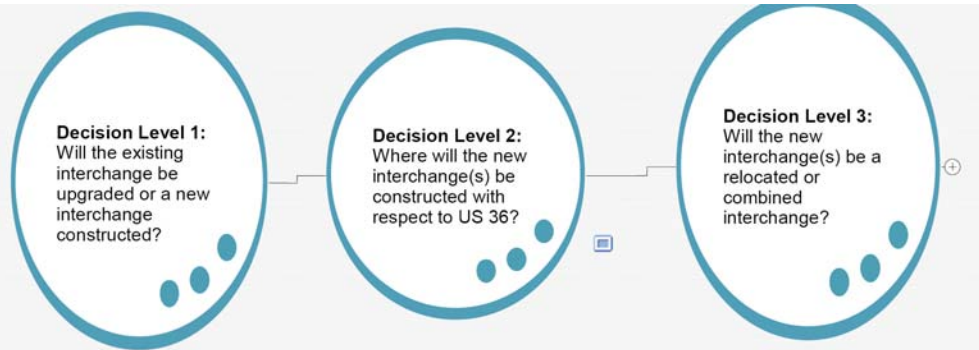 Decision Level 1:
Will the existing
interchange be
upgraded or a new
interchange
constructed?
Decision Level 2:
Where will the new
interchange(s) be
constructed with
respect to US 36?
Decision Level 3:
Will the new
interchange(s) be a
relocated or
combined
interchange?